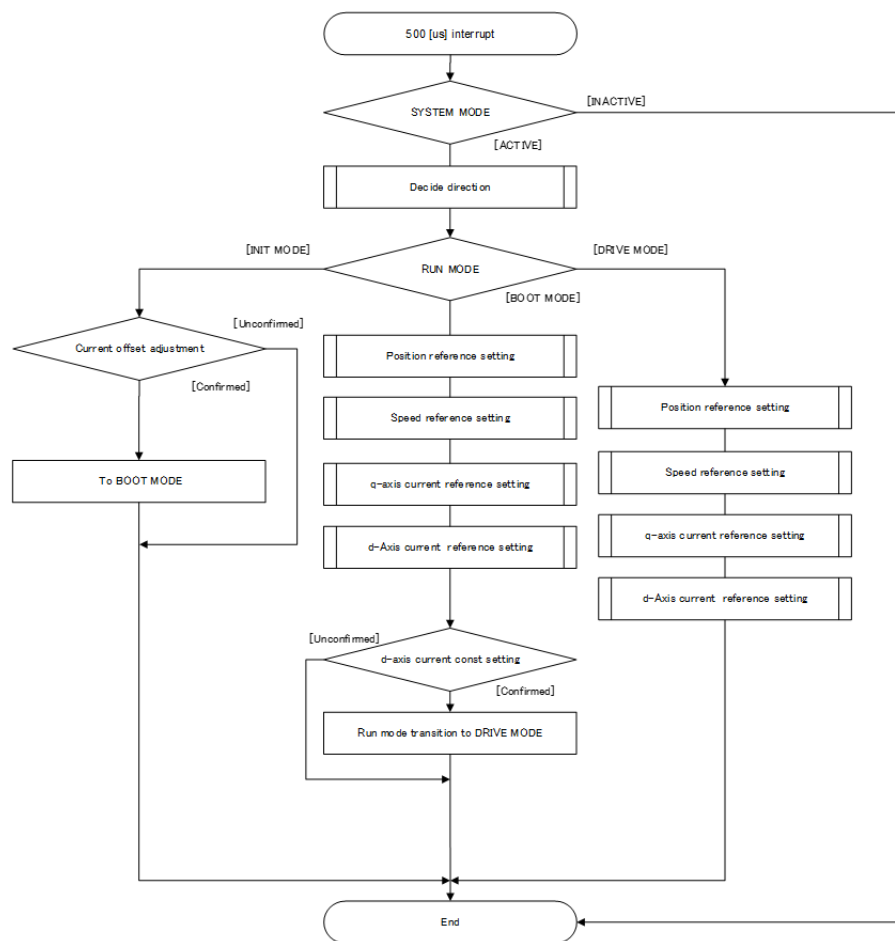 500 [us] interrupt
[INACTIVE]
SYSTEM MODE
[ACTIVE]
Decide direction
[INIT MODE]
[DRIVE MODE]
RUN MODE
[BOOT MODE]
[Unconfirmed]
Current offset adjustment
Position reference setting
[Confirmed]
Position reference setting
Speed reference setting
To BOOT MODE
Speed reference setting
q-axis current reference setting
q-axis current reference setting
d-Axis current reference setting
d-Axis current reference setting
[Unconfirmed]
d-axis current const setting
[Confirmed]
Run mode transition to DRIVE MODE
End